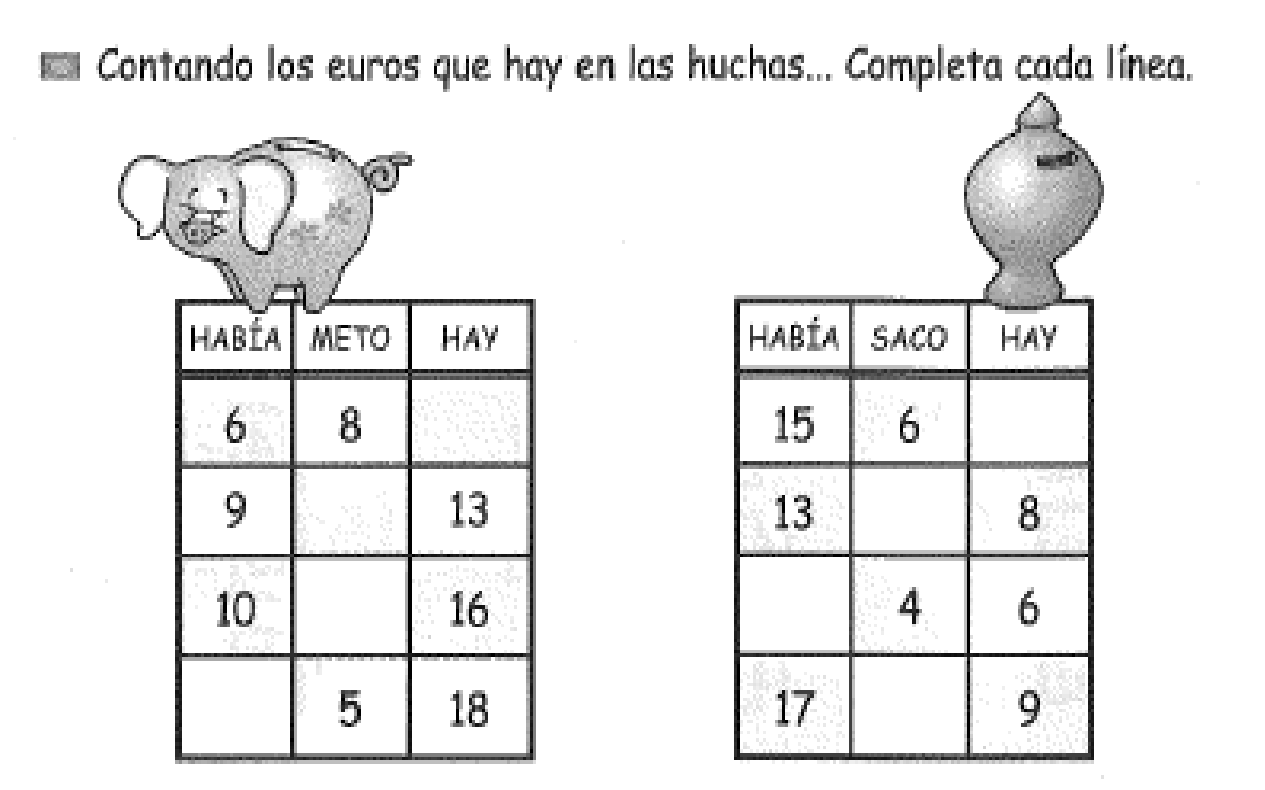 Contando los euros que hay en las huchas... Completa cada línea.
HABÍA METO HAY
6 8
9 13
10 16
5 18
HABÍA SACO HAY
15 6
13 8
4 6
17 9